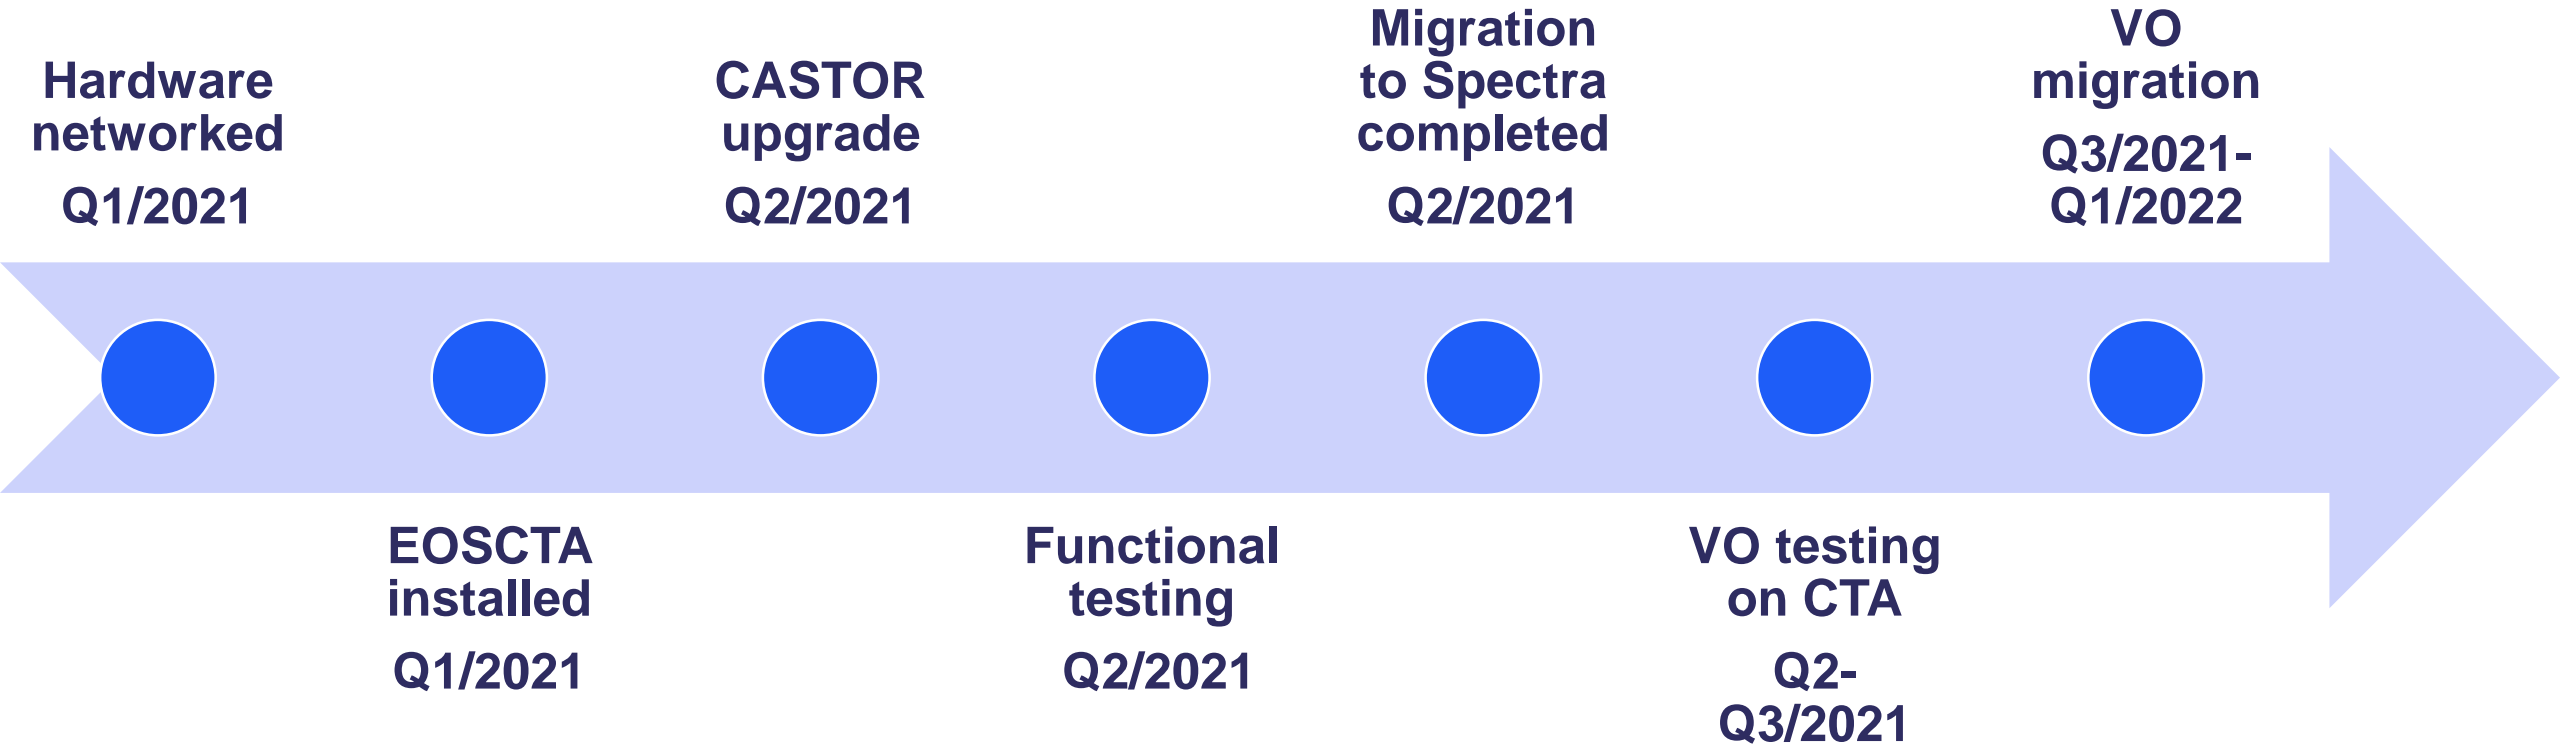 Hardware
networked
Q1/2021
EOSCTA
installed
Q1/2021
CASTOR
upgrade
Q2/2021
Functional
testing
Q2/2021
Migration
to Spectra
completed
Q2/2021
VO testing
on CTA
Q2-
Q3/2021
VO
migration
Q3/2021-
Q1/2022